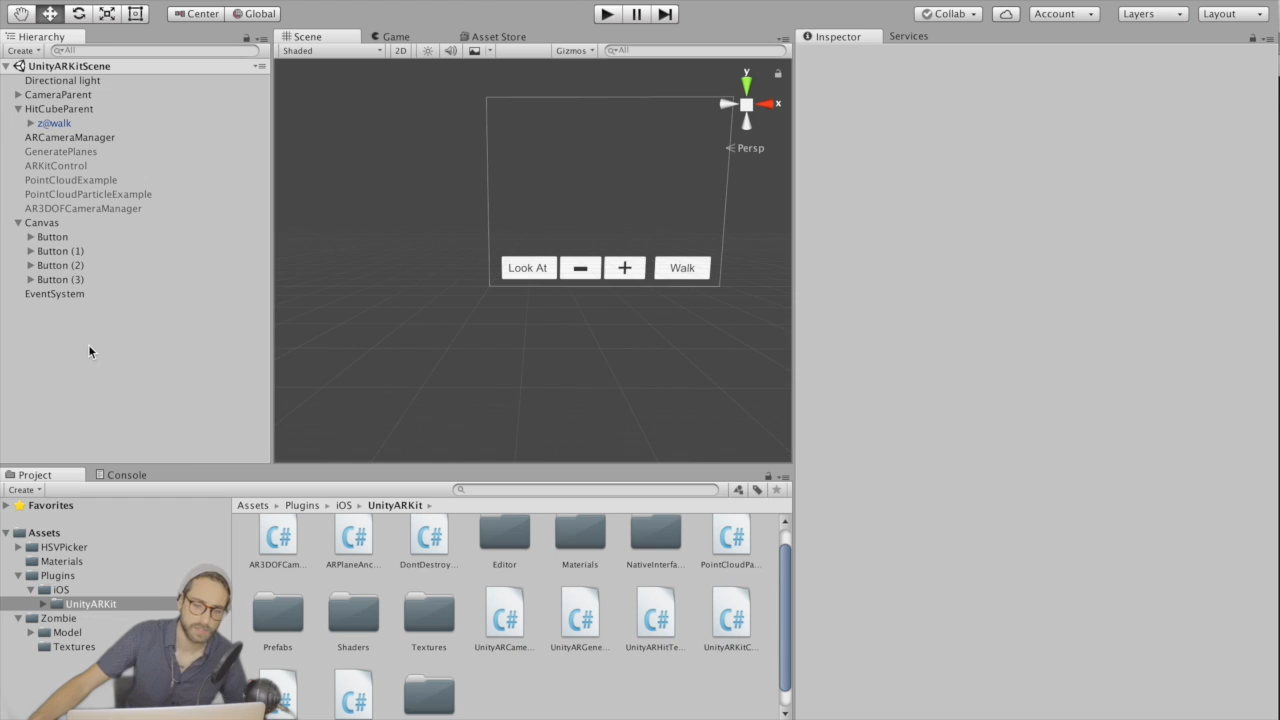 Center Global Collab Account Layers Layout
Hierarchy
Create All
UnityARKitScene
Directional light
CameraParent
HitCubeParent
z@walk
ARCameraManager
GeneratePlanes
ARKitControl
PointCloudExample
PointCloudParticleExample
AR3DOFCameraManager
Canvas
Button
Button (1)
Button (2)
Button (3)
EventSystem
Scene Game Asset Store
Shaded 2D Gizmos All
y
x
Persp
Look At - + Walk
Inspector Services
Project Console
Create
Favorites
Assets
HSVPicker
Materials
Plugins
iOS
UnityARKit
Zombie
Model
Textures
Assets Plugins iOS UnityARKit
C# C# C# C#
AR3DOFCam... ARPlaneAnc... DontDestroy... Editor Materials NativeInterfa... PointCloudPa...
C# C# C# C#
Prefabs Shaders Textures UnityARCame... UnityARGene... UnityARHitTe... UnityARKitC...
C# C#